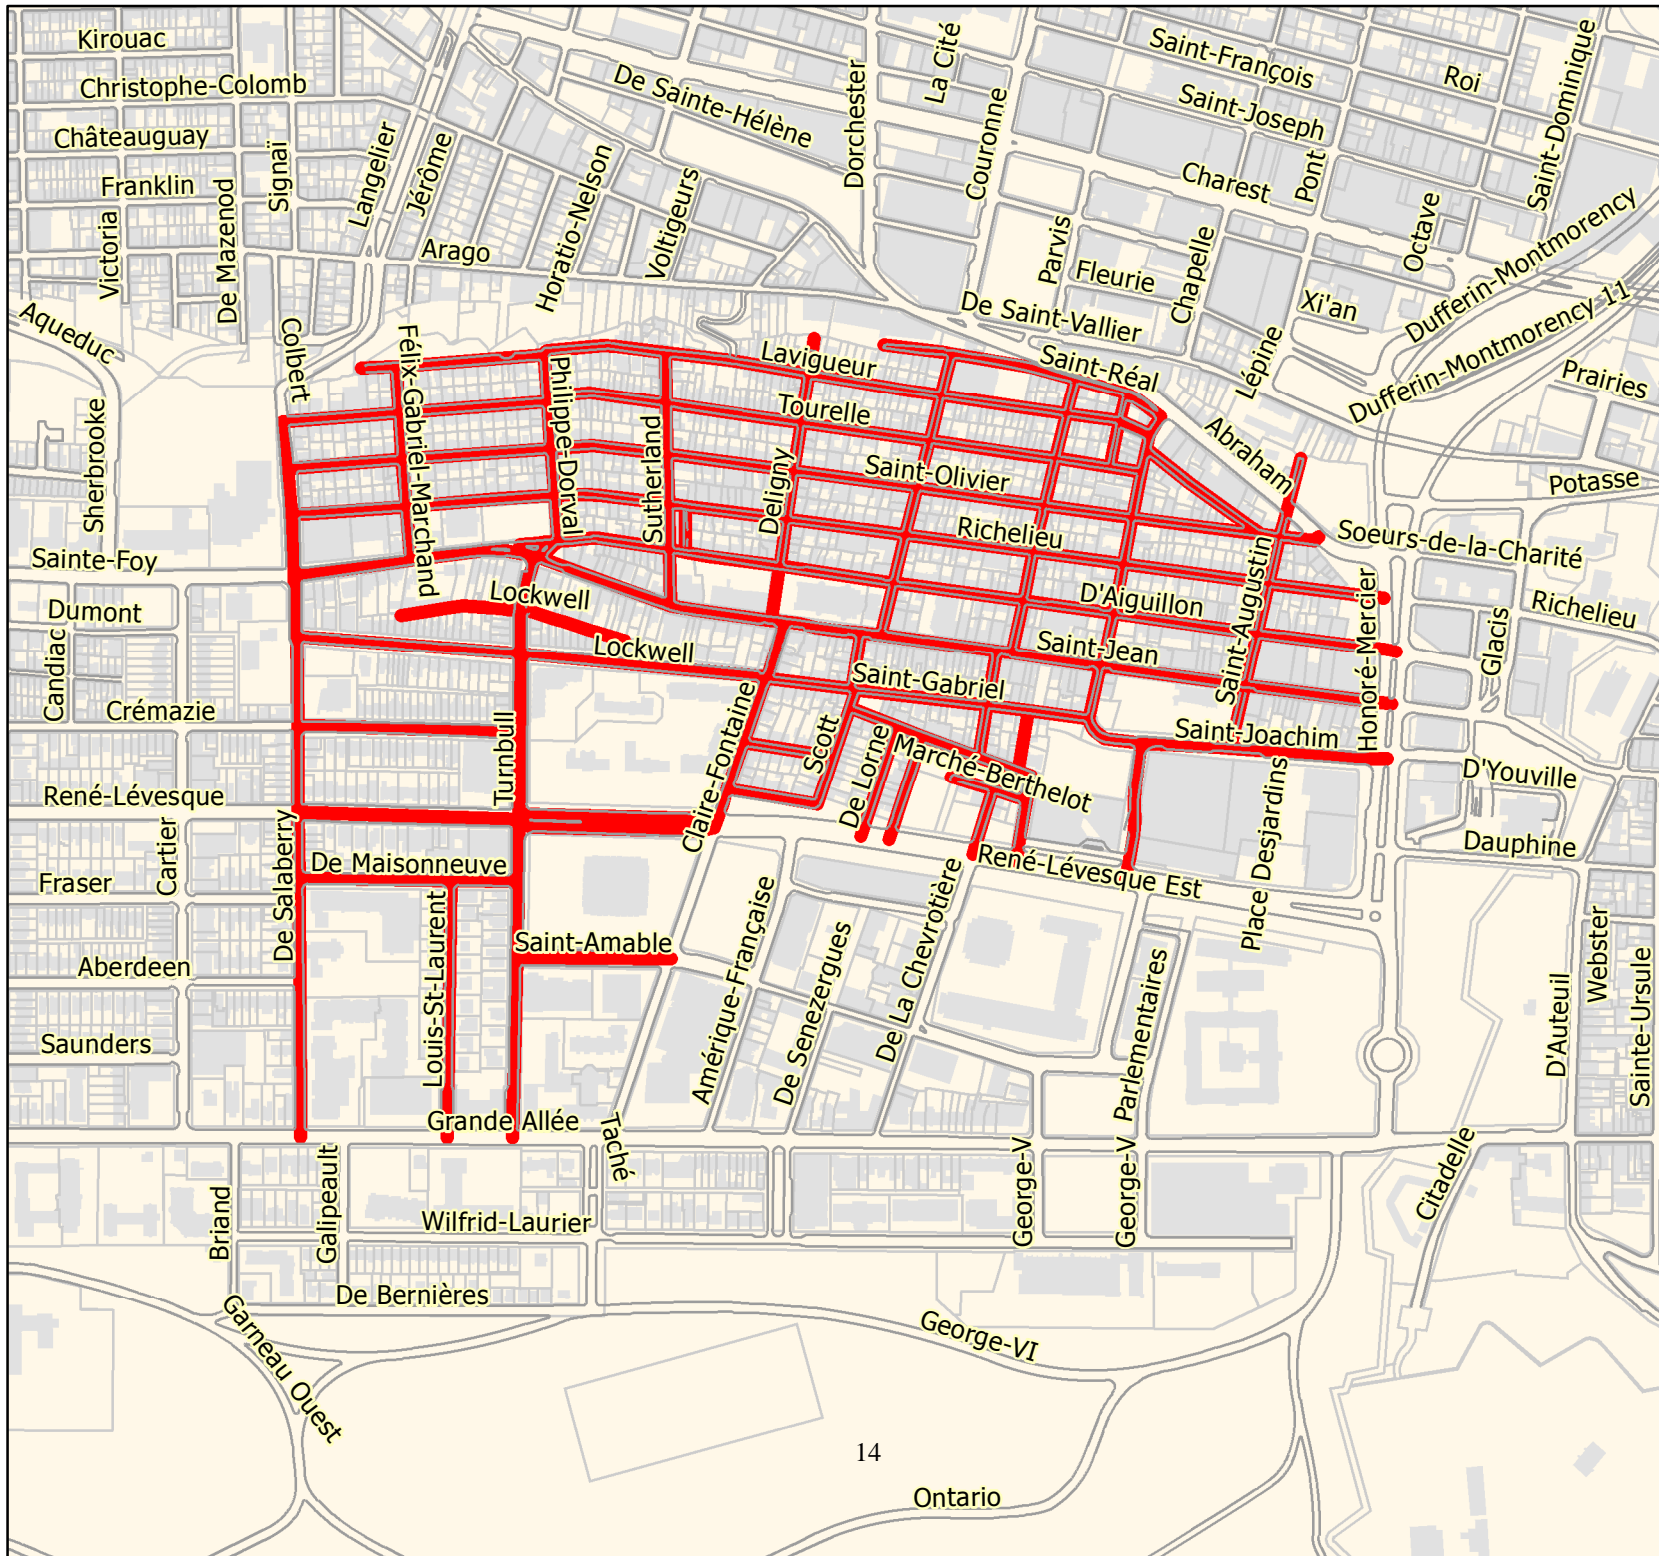 Kirouac
Christophe-Colomb
Châteauguay
Franklin
Victoria
De Mazenod
Signaï
Langelier
Jérôme
Arago
Horatio-Nelson
Voltigeurs
De Sainte-Hélène
Dorchester
La Cité
Couronne
Saint-François
Roi
Saint-Joseph
Saint-Dominique
Charest
Pont
Octave
Parvis
Fleurie
Chapelle
Xi'an
Dufferin-Montmorency
Dufferin-Montmorency 11
De Saint-Vallier
Lépine
Prairies
Aqueduc
Colbert
Félix-Gabriel-Marchand
Philippe-Dorval
Sutherland
Lavigueur
Saint-Réal
Tourelle
Abraham
Sherbrooke
Deligny
Saint-Olivier
Potasse
Richelieu
Soeurs-de-la-Charité
Sainte-Foy
Saint-Augustin
Dumont
Lockwell
D'Aiguillon
Honoré-Mercier
Richelieu
Candiac
Lockwell
Saint-Jean
Glacis
Crémazie
Saint-Gabriel
Turnbull
Claire-Fontaine
Scott
De Lorne
Marché-Berthelot
Saint-Joachim
D'Youville
René-Lévesque
Place Desjardins
Cartier
De Salaberry
De Maisonneuve
René-Lévesque Est
Dauphine
Fraser
Louis-St-Laurent
Saint-Amable
Amérique-Française
De Senezergues
De La Chevrotière
Parlementaires
Aberdeen
Webster
D'Auteuil
Sainte-Ursule
Saunders
Grande Allée
Taché
George-V
George-V
Citadelle
Briand
Galipeault
Wilfrid-Laurier
De Bernières
Garneau Ouest
George-VI
14
Ontario